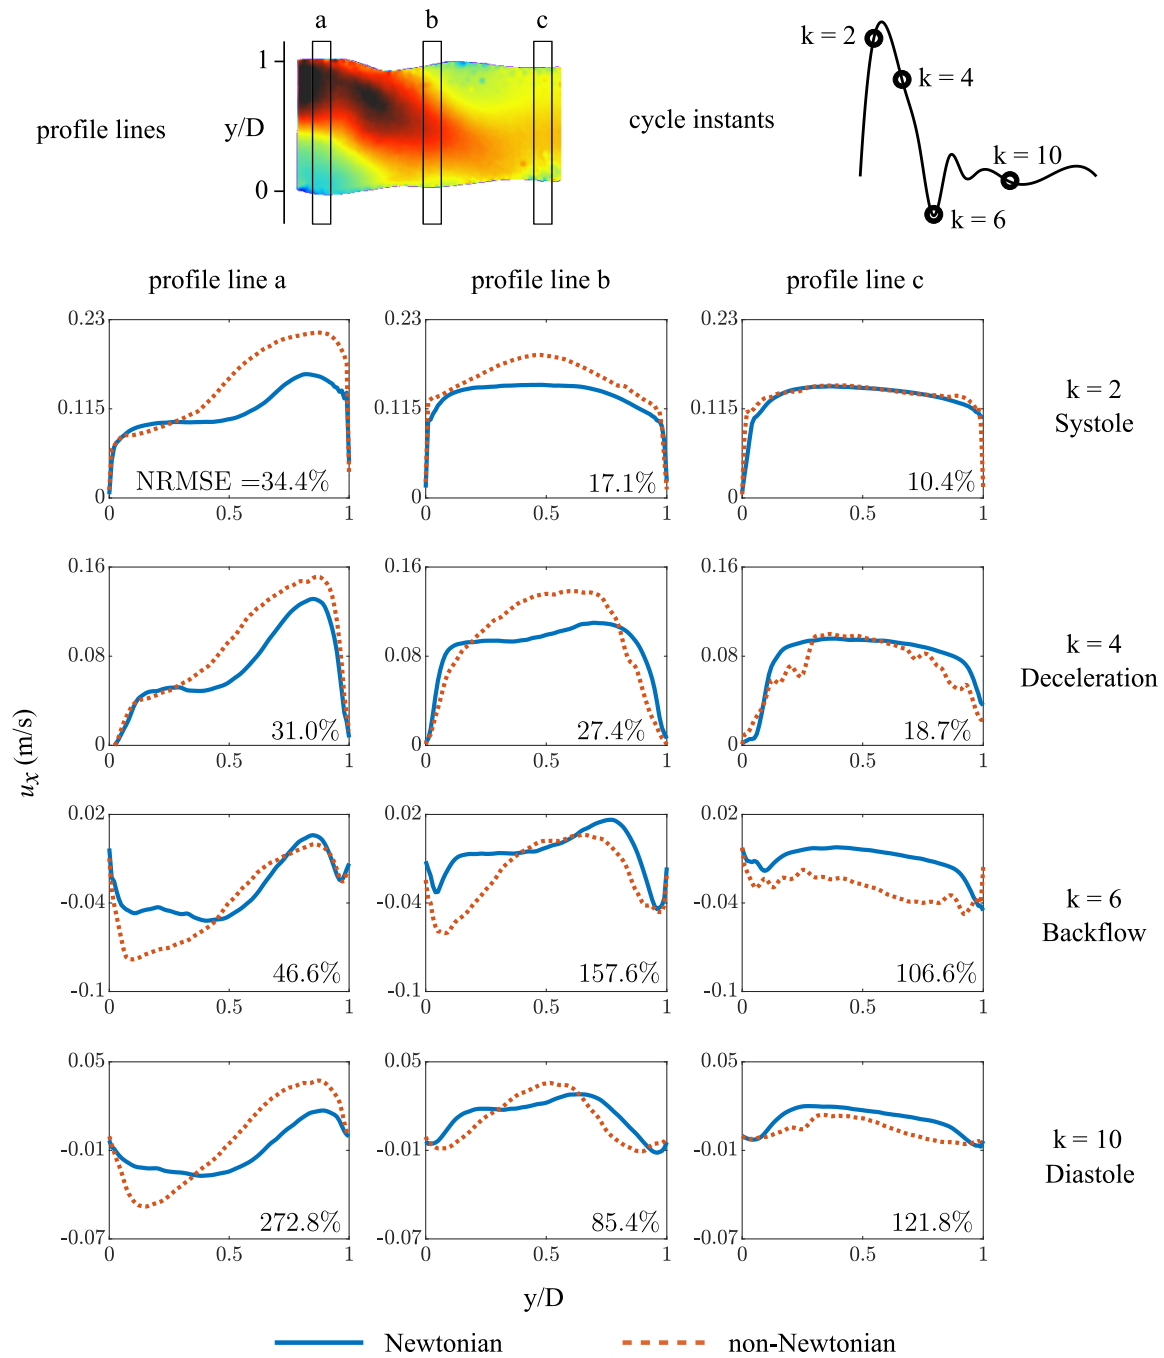 a b c
1
y/D
0
profile lines
cycle instants
k = 2
k = 4
k = 10
k = 6
profile line a profile line b profile line c
0.23 0.23 0.23
0.115 0.115 0.115
0 0 0
NRMSE =34.4% 17.1% 10.4%
0 0.5 1 0 0.5 1 0 0.5 1
k = 2
Systole
0.16 0.16 0.16
0.08 0.08 0.08
0 0 0
31.0% 27.4% 18.7%
0 0.5 1 0 0.5 1 0 0.5 1
k = 4
Deceleration
u_x (m/s)
0.02 0.02 0.02
-0.04 -0.04 -0.04
-0.1 -0.1 -0.1
46.6% 157.6% 106.6%
0 0.5 1 0 0.5 1 0 0.5 1
k = 6
Backflow
0.05 0.05 0.05
-0.01 -0.01 -0.01
-0.07 -0.07 -0.07
272.8% 85.4% 121.8%
0 0.5 1 0 0.5 1 0 0.5 1
k = 10
Diastole
y/D
Newtonian non-Newtonian